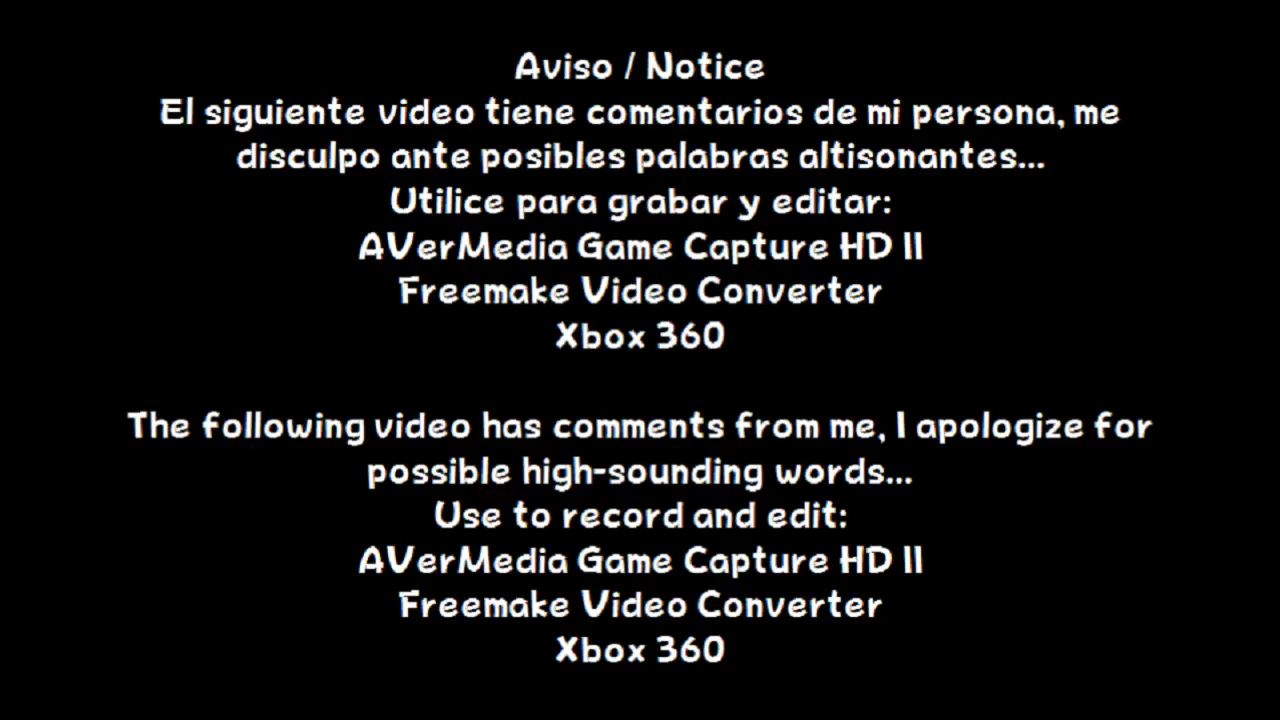 Aviso / Notice
El siguiente video tiene comentarios de mi persona, me
disculpo ante posibles palabras altisonantes...
Utilice para grabar y editar:
AVerMedia Game Capture HD II
Freemake Video Converter
Xbox 360
The following video has comments from me, I apologize for
possible high-sounding words...
Use to record and edit:
AVerMedia Game Capture HD II
Freemake Video Converter
Xbox 360